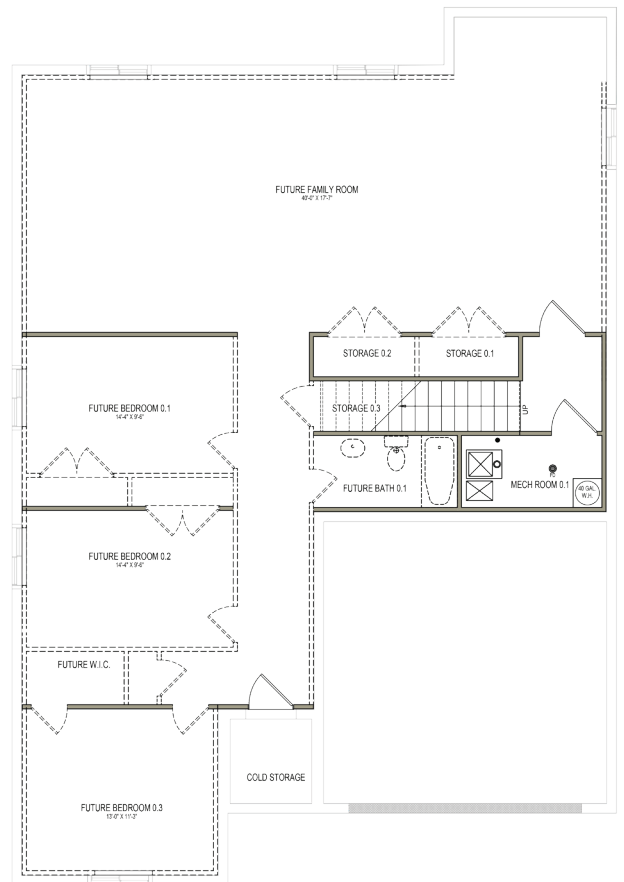 FUTURE FAMILY ROOM
40'-0" X 17'-7"
STORAGE 0.2
STORAGE 0.1
STORAGE 0.3
UP
FUTURE BEDROOM 0.1
14'-4" X 9'-6"
FUTURE BATH 0.1
MECH ROOM 0.1
40 GAL.
W.H.
FUTURE BEDROOM 0.2
14'-4" X 9'-6"
FUTURE W.I.C.
COLD STORAGE
FUTURE BEDROOM 0.3
13'-0" X 11'-3"